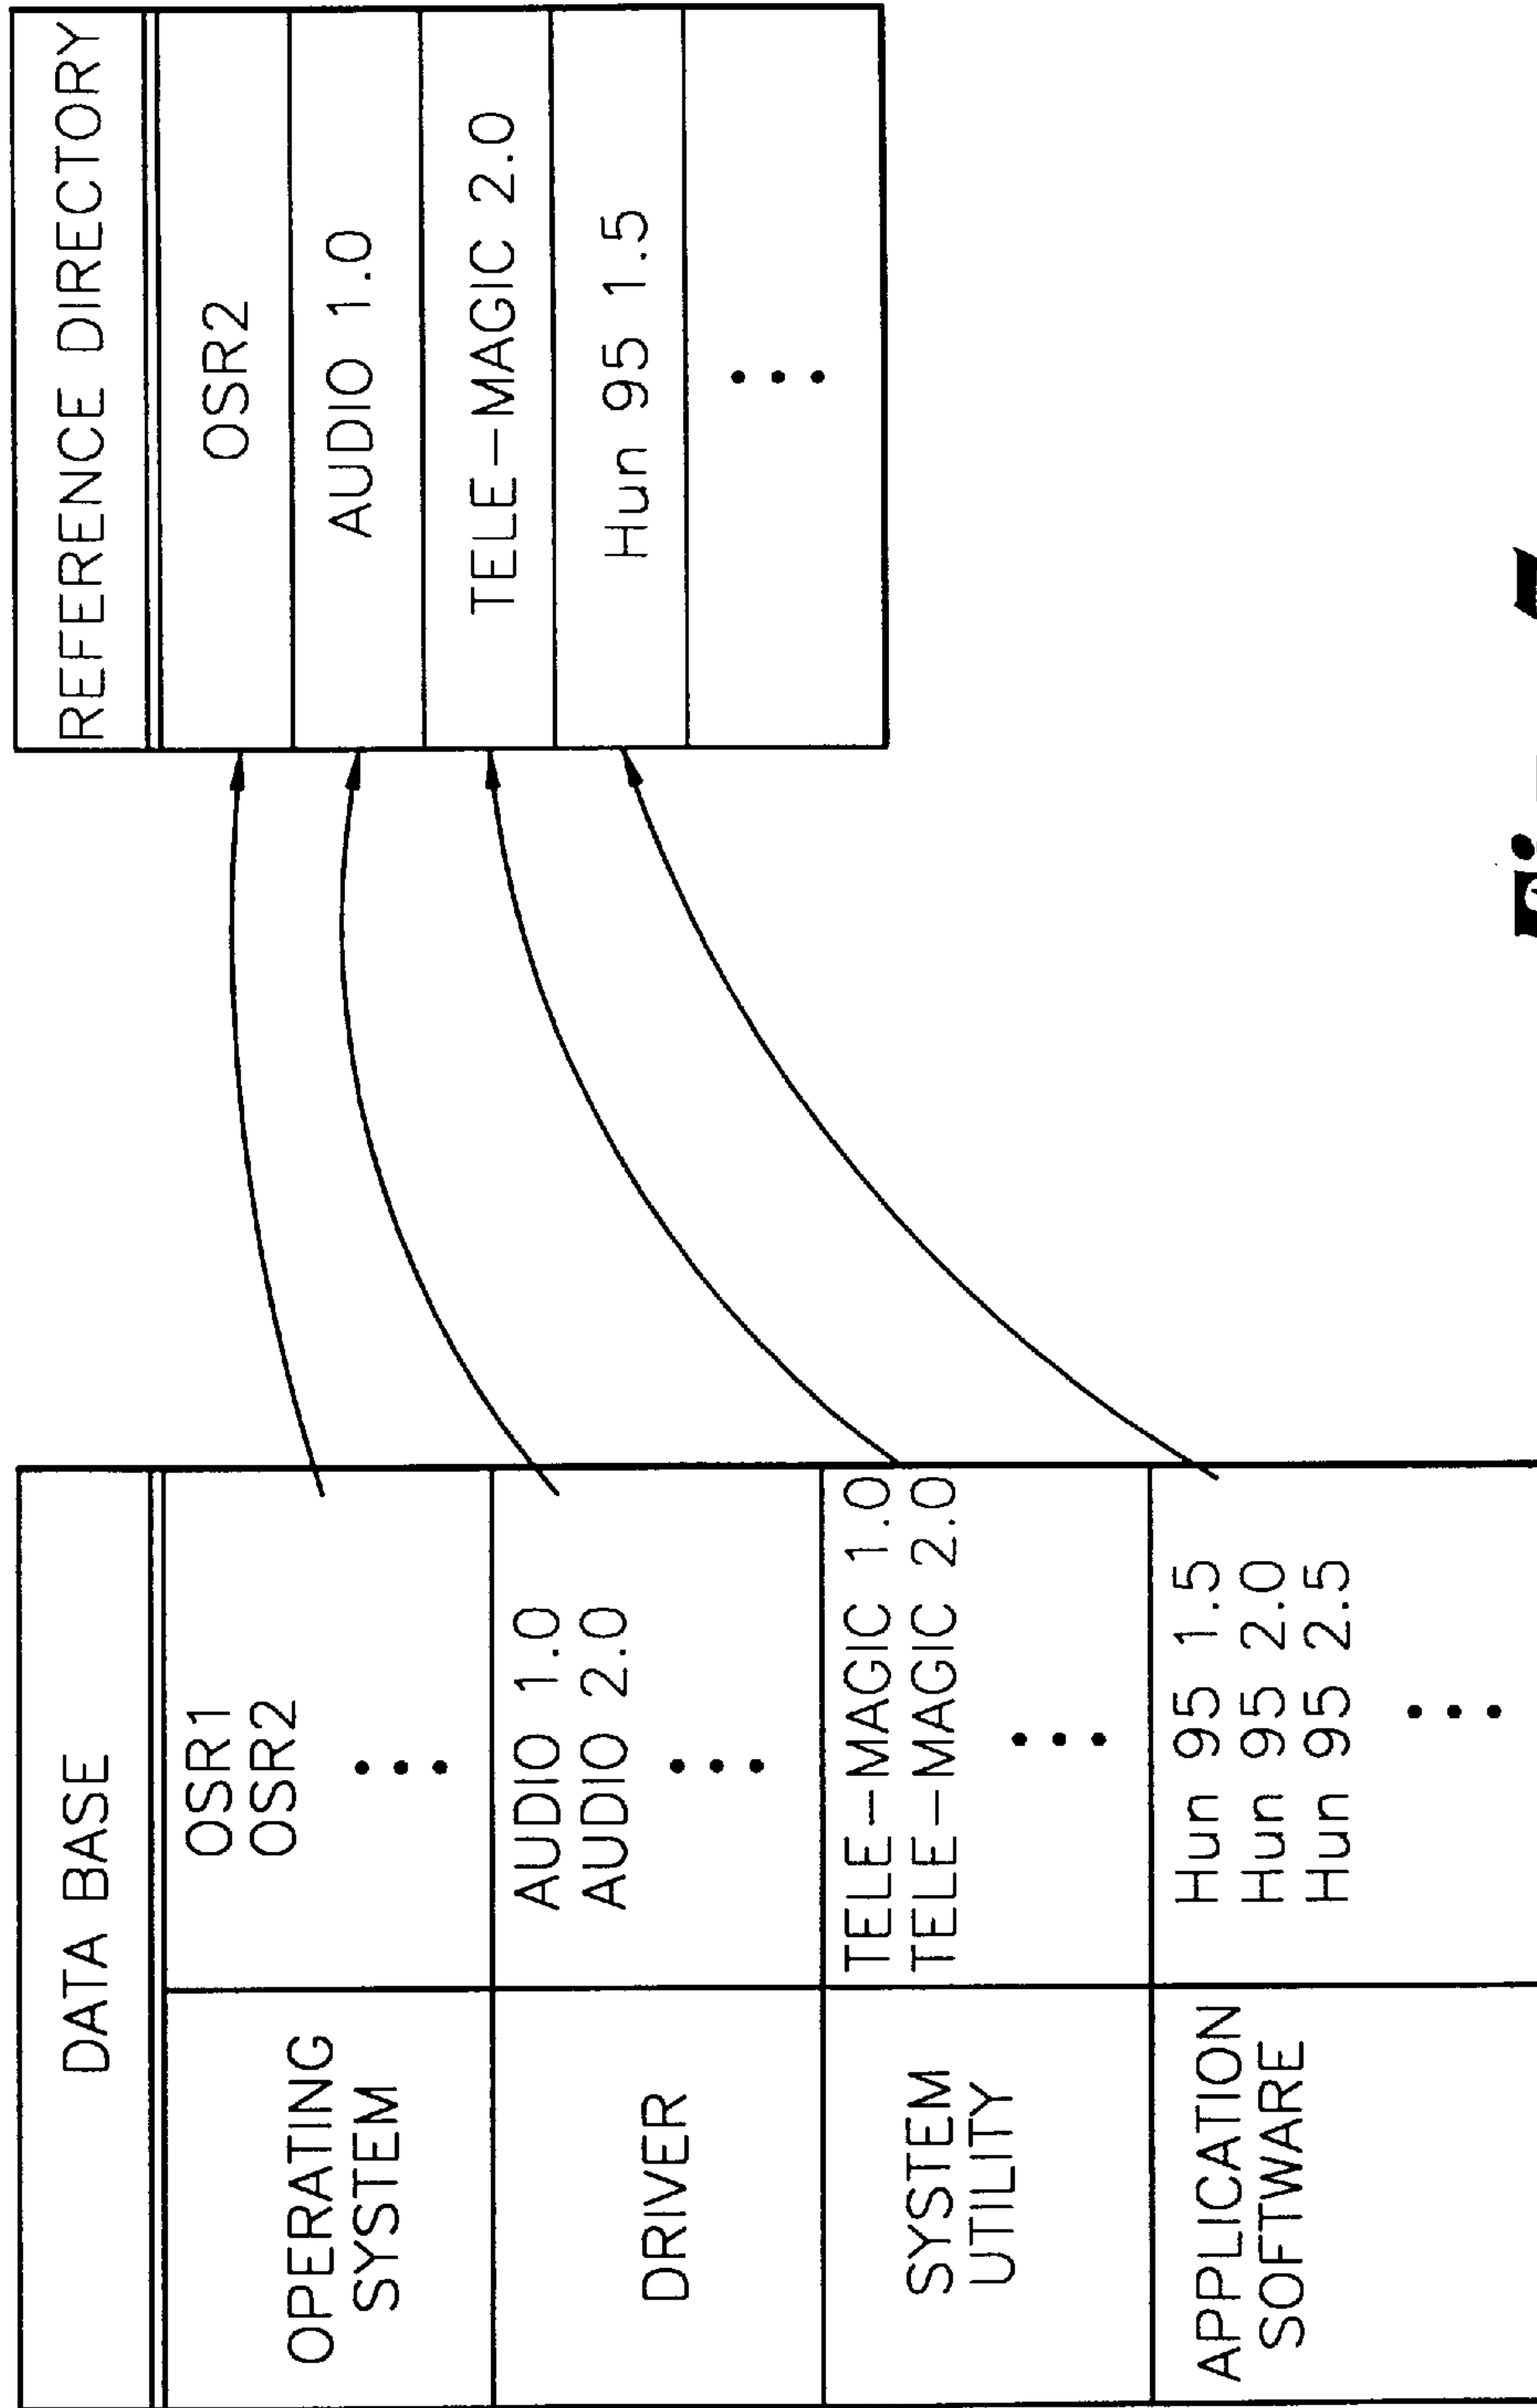 DATA BASE
OPERATING
SYSTEM
OSR1
OSR2
DRIVER
AUDIO 1.0
AUDIO 2.0
SYSTEM
UTILITY
TELE-MAGIC 1.0
TELE-MAGIC 2.0
APPLICATION
SOFTWARE
Hun 95 1.5
Hun 95 2.0
Hun 95 2.5
REFERENCE DIRECTORY
OSR2
AUDIO 1.0
TELE-MAGIC 2.0
Hun 95 1.5